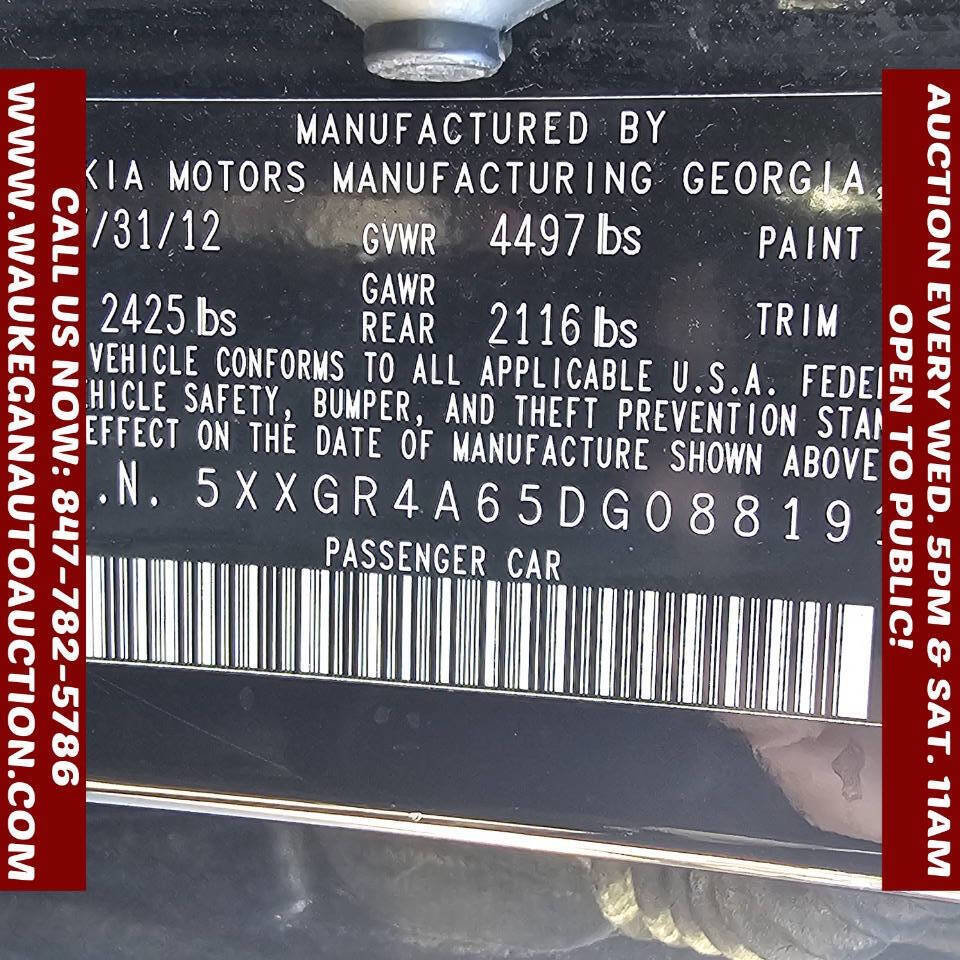 MANUFACTURED BY
KIA MOTORS MANUFACTURING GEORGIA,
/31/12 GVWR 4497 lbs PAINT
2425 lbs GAWR REAR 2116 lbs TRIM
VEHICLE CONFORMS TO ALL APPLICABLE U.S.A. FEDE
HICLE SAFETY, BUMPER, AND THEFT PREVENTION STAN
EFFECT ON THE DATE OF MANUFACTURE SHOWN ABOVE
.N. 5XXGR4A65DG08819
PASSENGER CAR
WWW.WAUKEGANAUTOAUCTION.COM
CALL US NOW: 847-782-5786
AUCTION EVERY WED. 5PM & SAT. 11AM
OPEN TO PUBLIC!